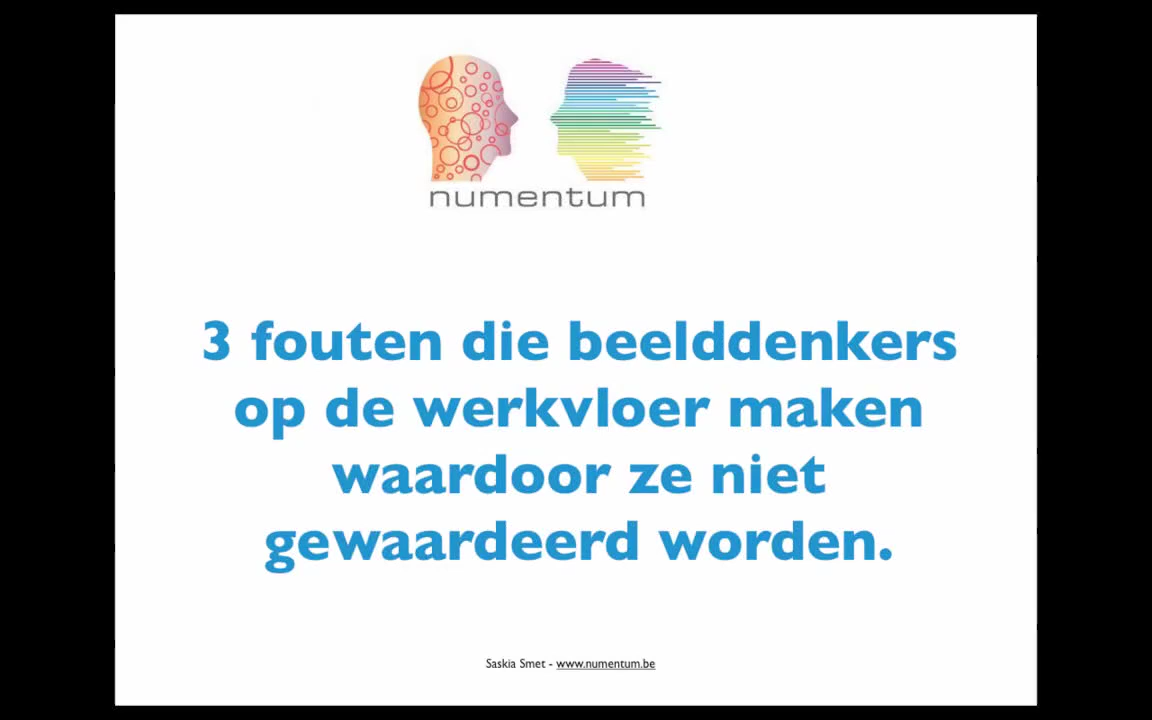 numentum
3 fouten die beelddenkers
op de werkvloer maken
waardoor ze niet
gewaardeerd worden.
Saskia Smet - www.numentum.be